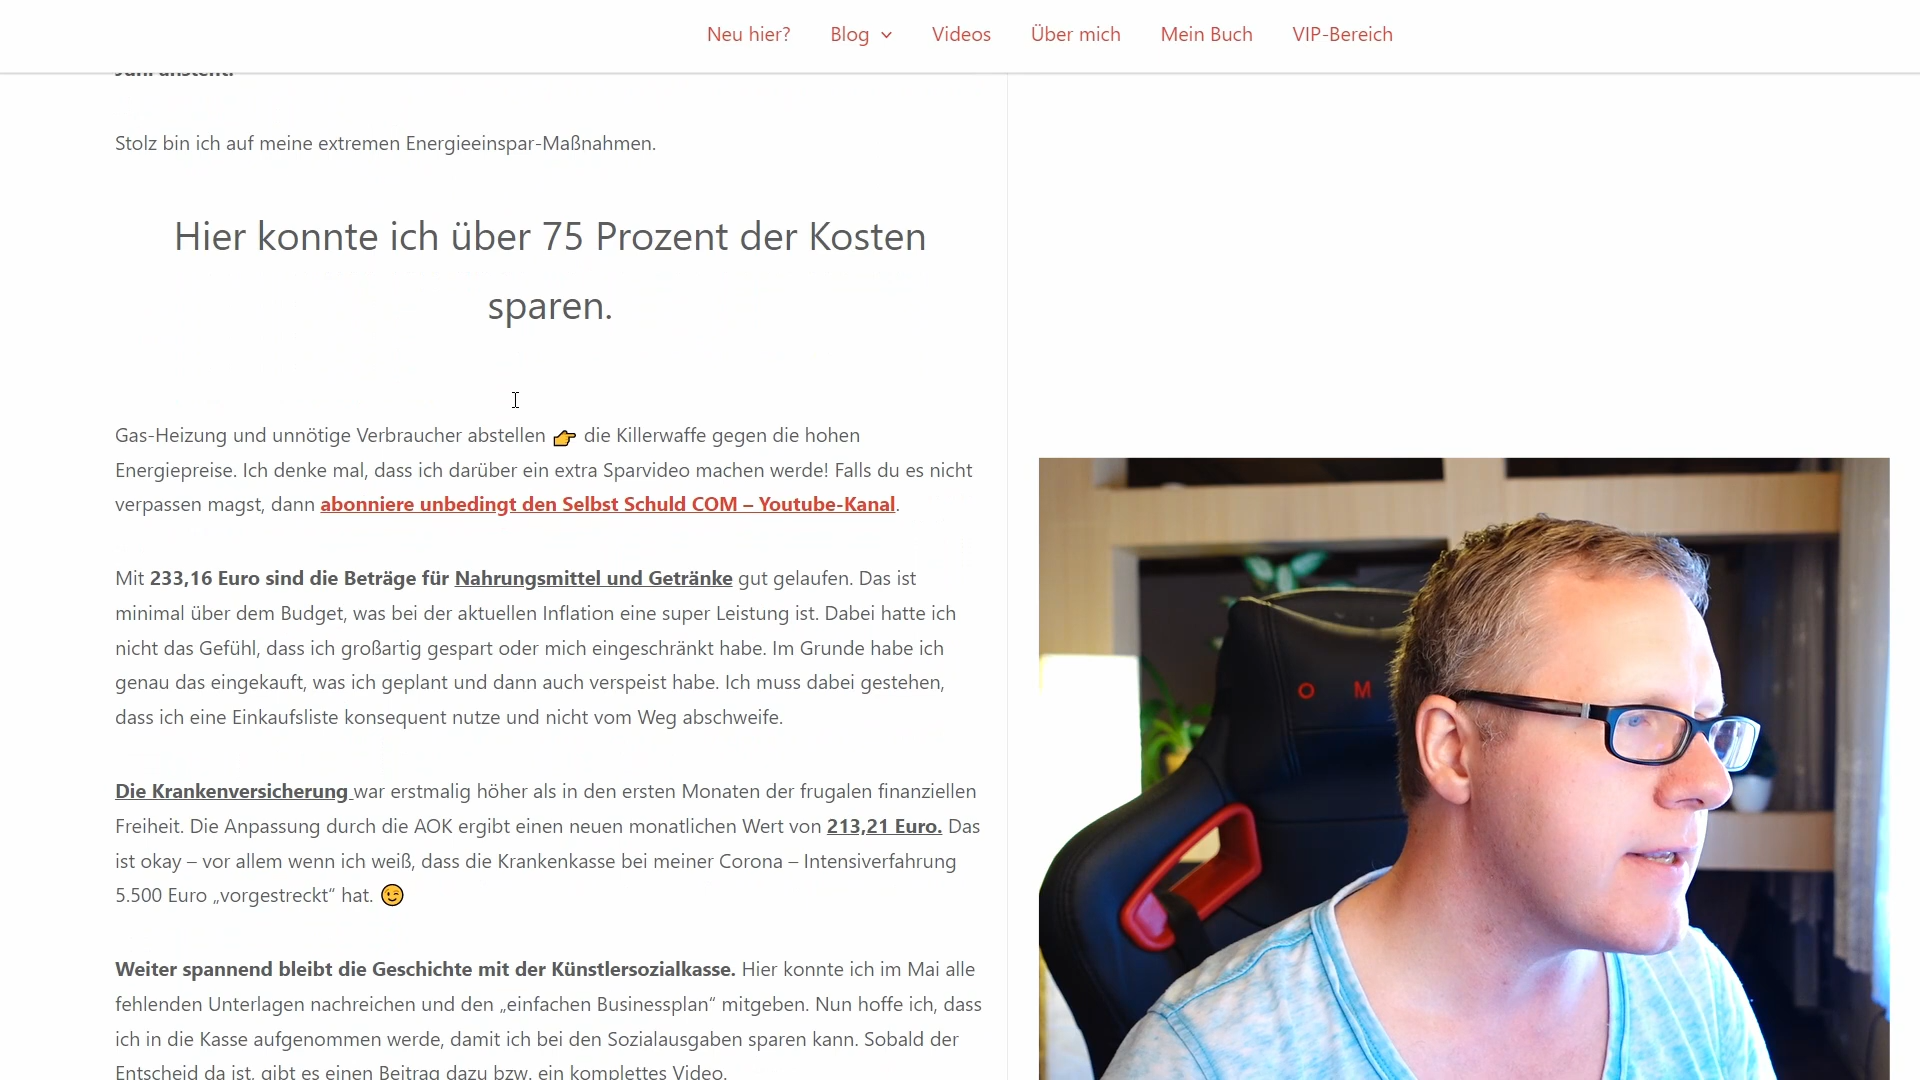 Neu hier? Blog Videos Über mich Mein Buch VIP-Bereich
Juni ansteht.
Stolz bin ich auf meine extremen Energieeinspar-Maßnahmen.
Hier konnte ich über 75 Prozent der Kosten
sparen.
Gas-Heizung und unnötige Verbraucher abstellen 👉 die Killerwaffe gegen die hohen
Energiepreise. Ich denke mal, dass ich darüber ein extra Sparvideo machen werde! Falls du es nicht
verpassen magst, dann abonniere unbedingt den Selbst Schuld COM – Youtube-Kanal.
Mit 233,16 Euro sind die Beträge für Nahrungsmittel und Getränke gut gelaufen. Das ist
minimal über dem Budget, was bei der aktuellen Inflation eine super Leistung ist. Dabei hatte ich
nicht das Gefühl, dass ich großartig gespart oder mich eingeschränkt habe. Im Grunde habe ich
genau das eingekauft, was ich geplant und dann auch verspeist habe. Ich muss dabei gestehen,
dass ich eine Einkaufsliste konsequent nutze und nicht vom Weg abschweife.
Die Krankenversicherung war erstmalig höher als in den ersten Monaten der frugalen finanziellen
Freiheit. Die Anpassung durch die AOK ergibt einen neuen monatlichen Wert von 213,21 Euro. Das
ist okay – vor allem wenn ich weiß, dass die Krankenkasse bei meiner Corona – Intensiverfahrung
5.500 Euro „vorgestreckt“ hat. 😉
Weiter spannend bleibt die Geschichte mit der Künstlersozialkasse. Hier konnte ich im Mai alle
fehlenden Unterlagen nachreichen und den „einfachen Businessplan“ mitgeben. Nun hoffe ich, dass
ich in die Kasse aufgenommen werde, damit ich bei den Sozialausgaben sparen kann. Sobald der
Entscheid da ist, gibt es einen Beitrag dazu bzw. ein komplettes Video.
O M